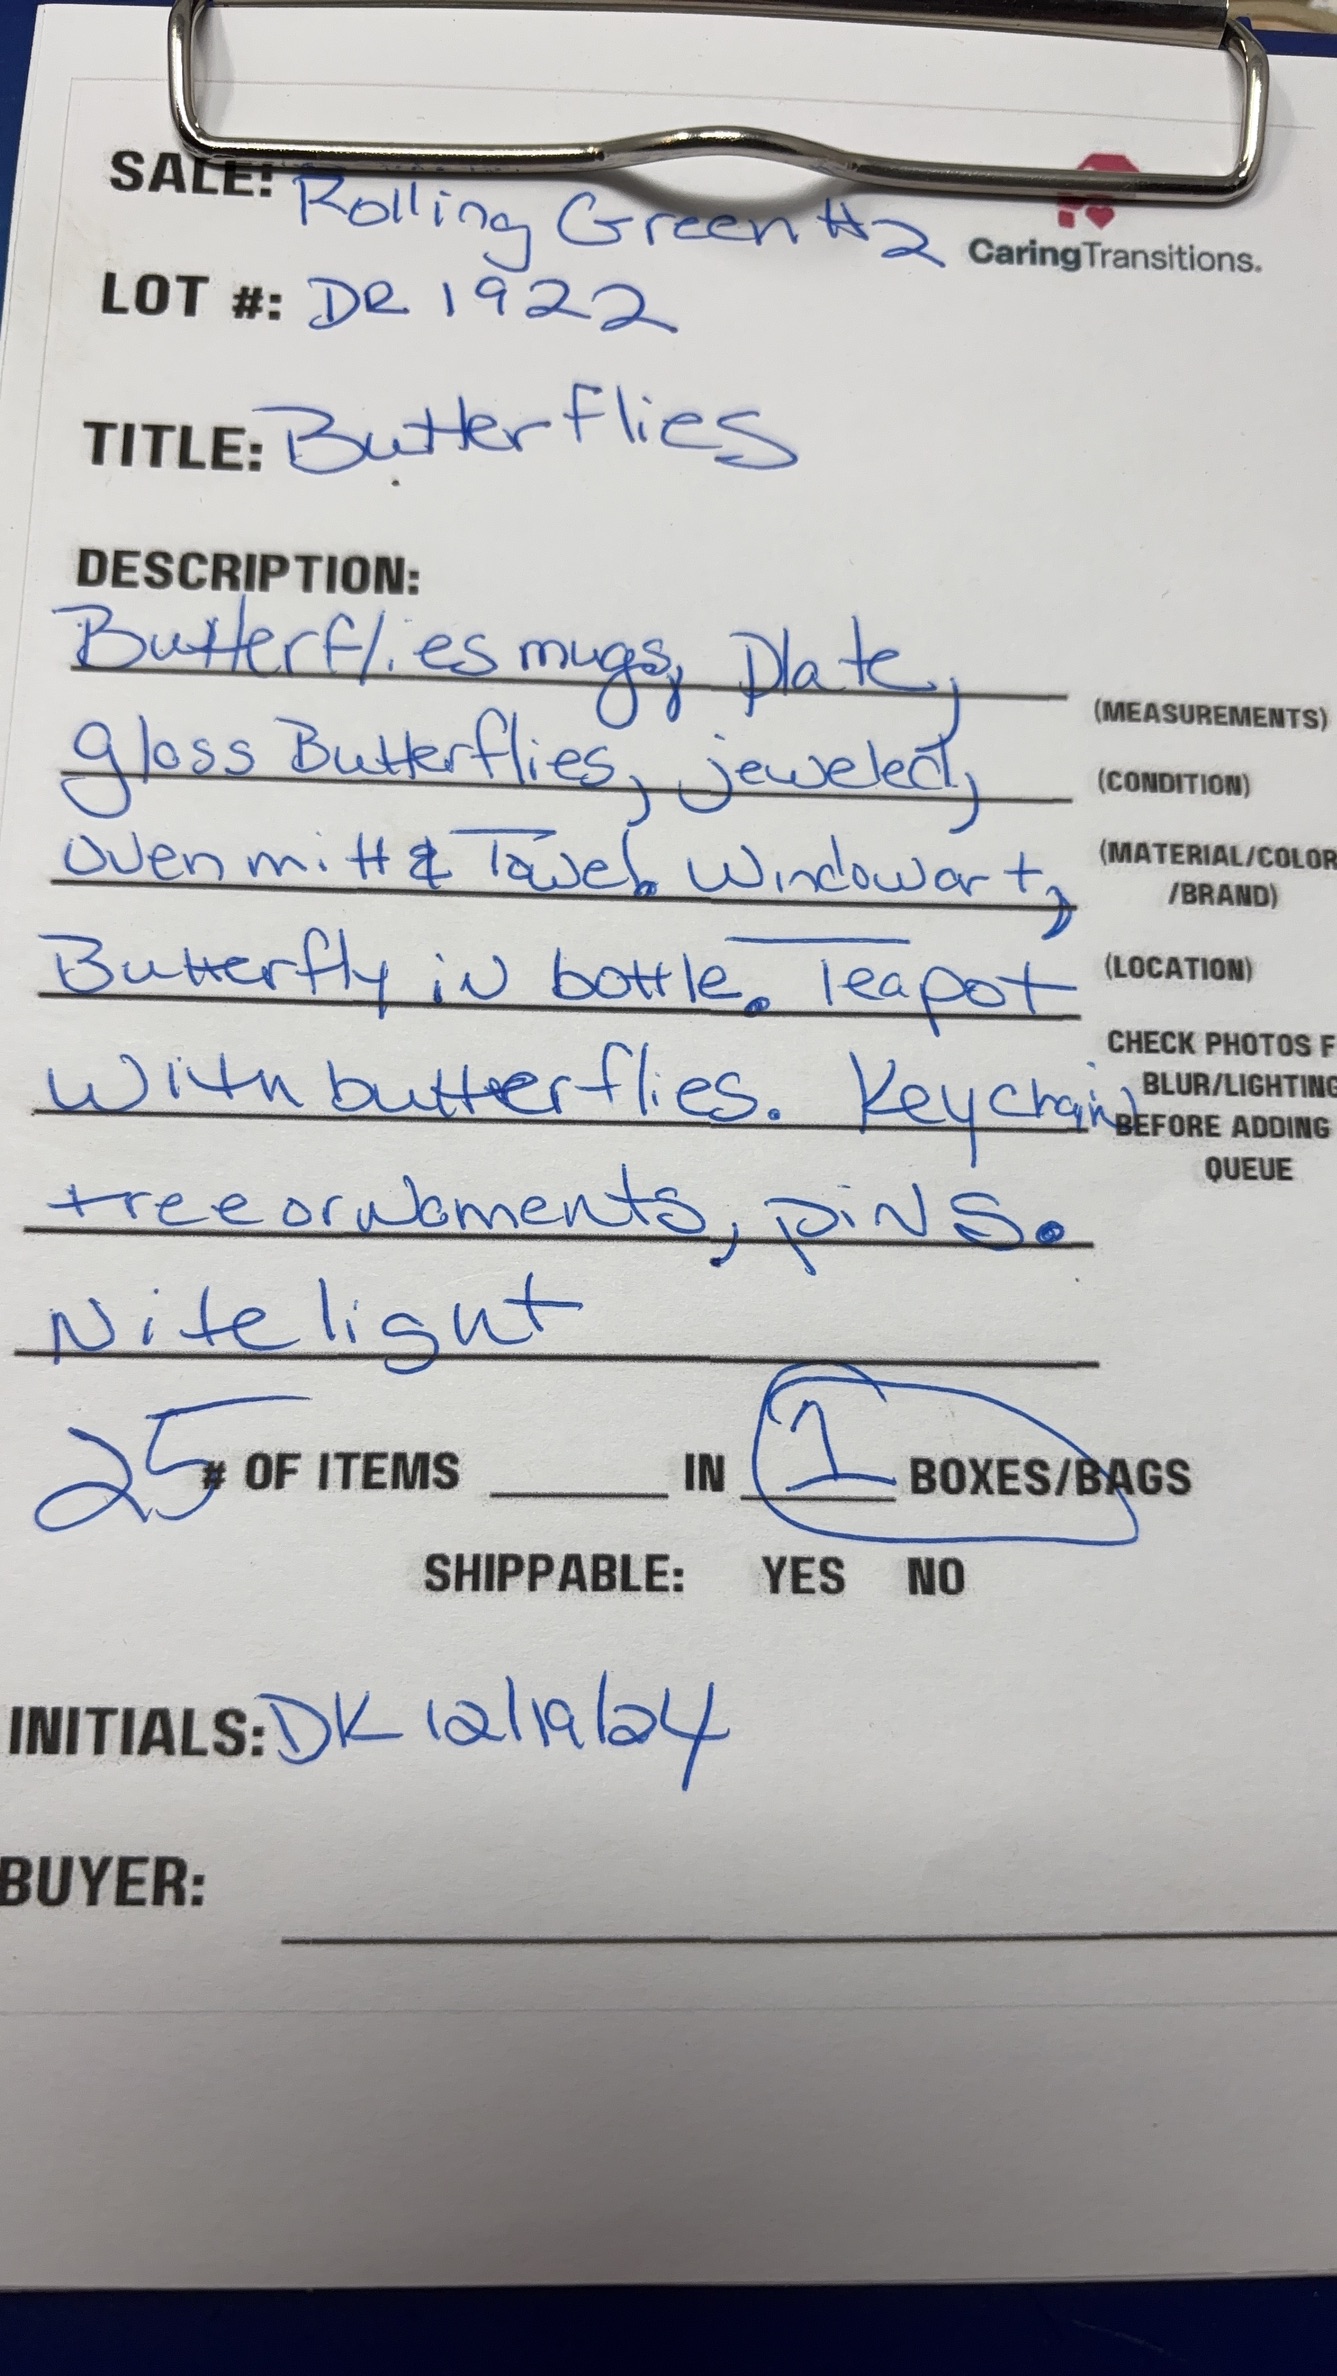 SALE: Rolling Green #2
CaringTransitions.
LOT #: DR 1922
TITLE: Butterflies
DESCRIPTION:
Butterflies mugs, Plate,
(MEASUREMENTS)
glass Butterflies, jeweled,
(CONDITION)
oven mitt & Towel. Windowart,
(MATERIAL/COLOR
/BRAND)
Butterfly in bottle. Teapot
(LOCATION)
With butterflies. Keychain
CHECK PHOTOS F
BLUR/LIGHTING
BEFORE ADDING
QUEUE
tree ornaments, pins.
Nite light
25 # OF ITEMS IN 1 BOXES/BAGS
SHIPPABLE: YES NO
INITIALS: DK 12/19/24
BUYER: